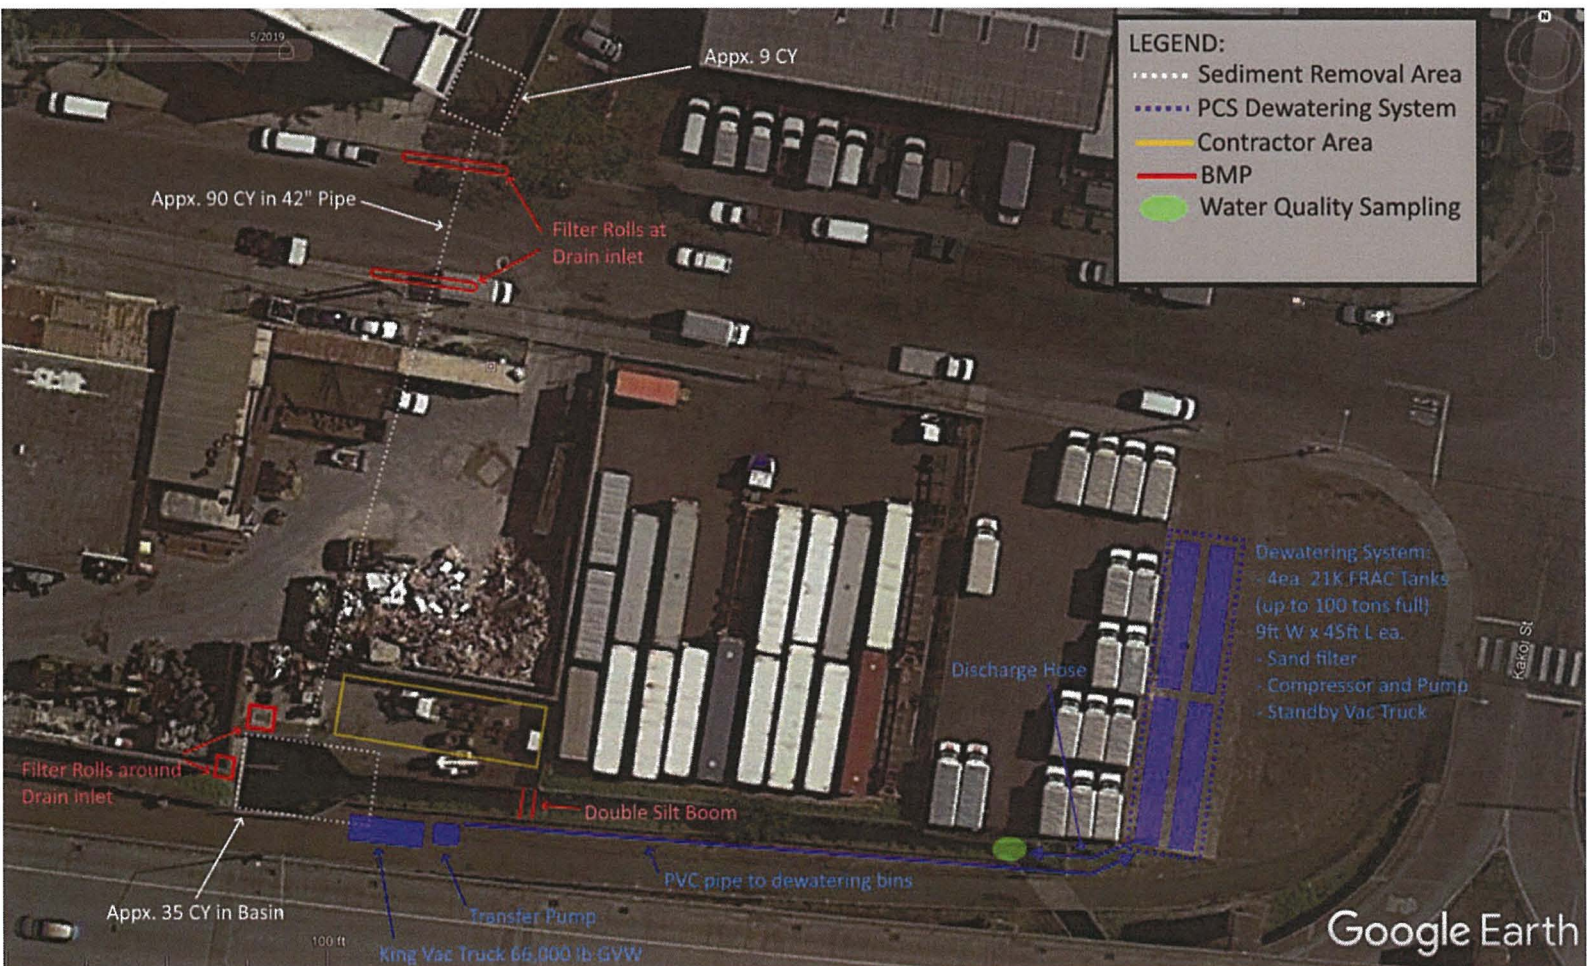 5/2019
N
Appx. 9 CY
LEGEND:
Sediment Removal Area
PCS Dewatering System
Contractor Area
BMP
Water Quality Sampling
Appx. 90 CY in 42" Pipe
Filter Rolls at
Drain inlet
Dewatering System:
- 4ea. 21K FRAC Tanks
(up to 100 tons full)
9ft W x 45ft L ea.
- Sand filter
- Compressor and Pump
- Standby Vac Truck
Kakoi St
Discharge Hose
Filter Rolls around
Drain inlet
Double Silt Boom
PVC pipe to dewatering bins
Appx. 35 CY in Basin
Transfer Pump
King Vac Truck 66,000 lb GVW
100 ft
Google Earth